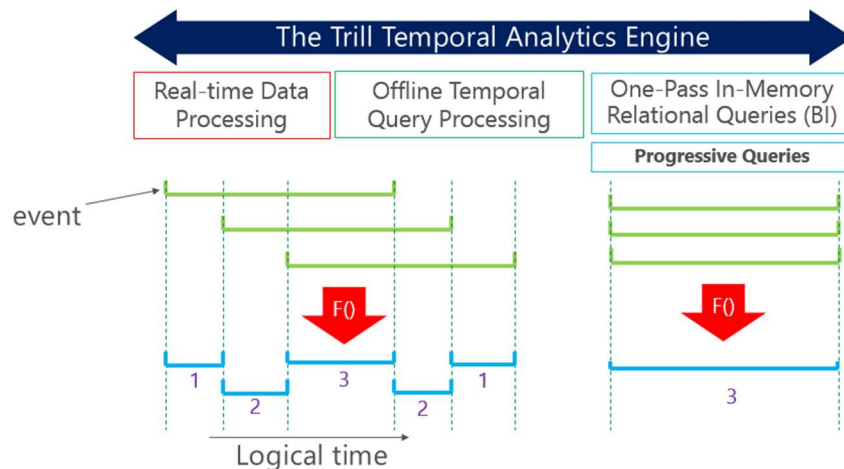 The Trill Temporal Analytics Engine
Real-time Data
Processing
Offline Temporal
Query Processing
One-Pass In-Memory
Relational Queries (BI)
Progressive Queries
event
F()
F()
1
2
3
2
1
3
Logical time